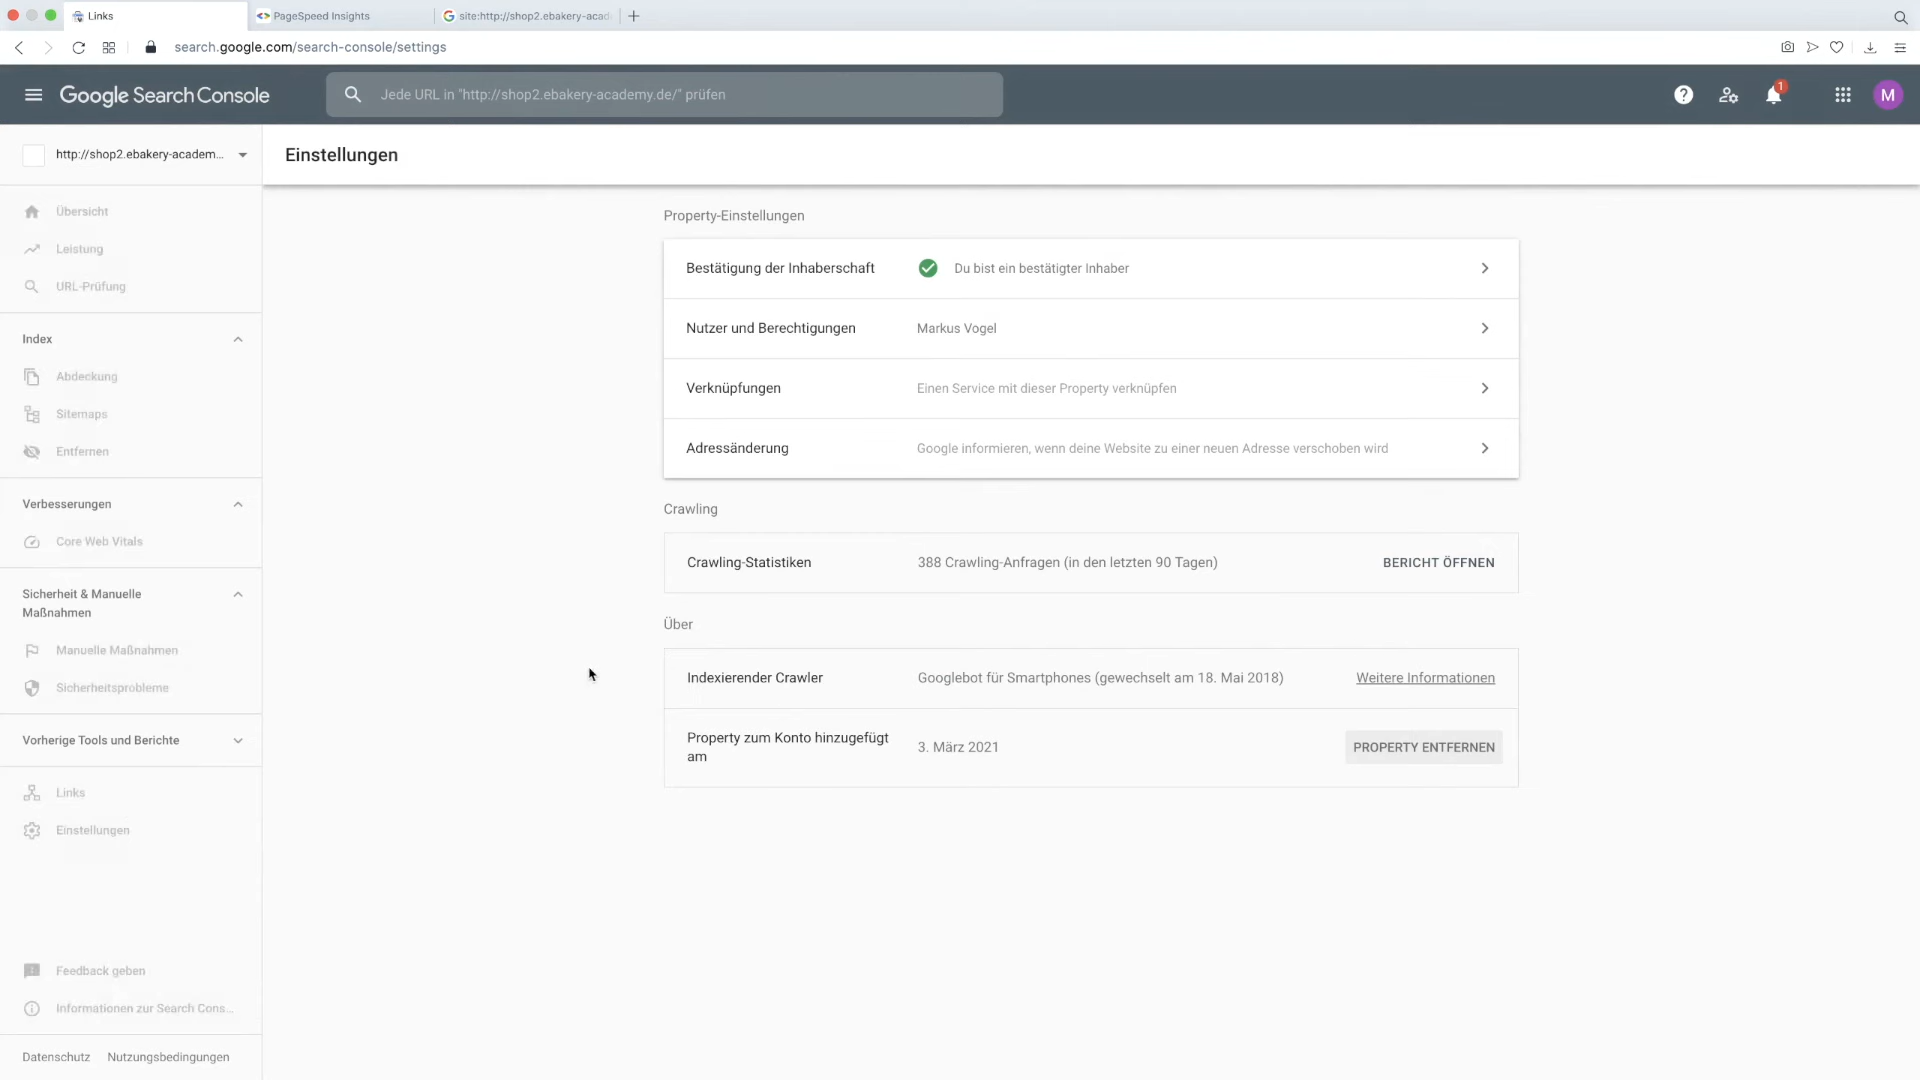 Links
PageSpeed Insights
site:http://shop2.ebakery-acad
search.google.com/search-console/settings
Google Search Console
Jede URL in "http://shop2.ebakery-academy.de/" prüfen
1
M
http://shop2.ebakery-academ...
Einstellungen
Übersicht
Leistung
URL-Prüfung
Index
Abdeckung
Sitemaps
Entfernen
Verbesserungen
Core Web Vitals
Sicherheit & Manuelle
Maßnahmen
Manuelle Maßnahmen
Sicherheitsprobleme
Vorherige Tools und Berichte
Links
Einstellungen
Feedback geben
Informationen zur Search Cons...
Datenschutz Nutzungsbedingungen
Property-Einstellungen
Bestätigung der Inhaberschaft Du bist ein bestätigter Inhaber
Nutzer und Berechtigungen Markus Vogel
Verknüpfungen Einen Service mit dieser Property verknüpfen
Adressänderung Google informieren, wenn deine Website zu einer neuen Adresse verschoben wird
Crawling
Crawling-Statistiken 388 Crawling-Anfragen (in den letzten 90 Tagen) BERICHT ÖFFNEN
Über
Indexierender Crawler Googlebot für Smartphones (gewechselt am 18. Mai 2018) Weitere Informationen
Property zum Konto hinzugefügt
am
3. März 2021 PROPERTY ENTFERNEN